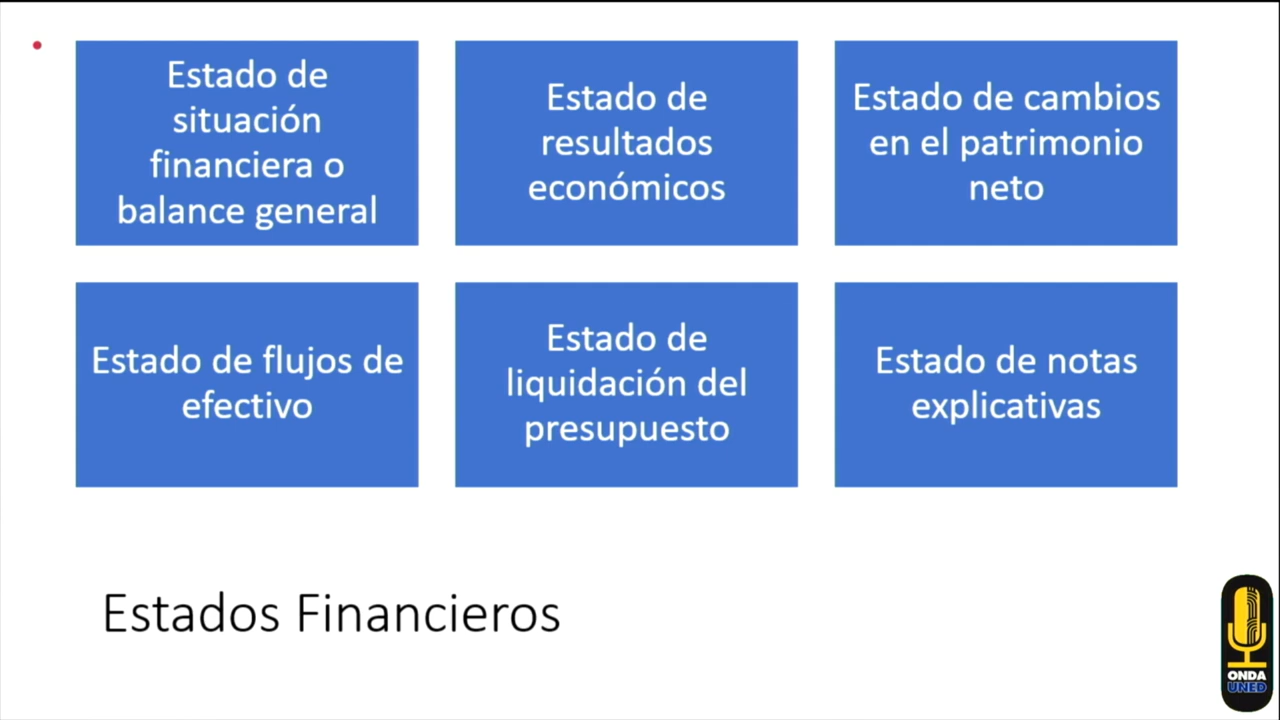 Estado de
situación
financiera o
balance general
Estado de
resultados
económicos
Estado de cambios
en el patrimonio
neto
Estado de flujos de
efectivo
Estado de
liquidación del
presupuesto
Estado de notas
explicativas
Estados Financieros
ONDA
UNED